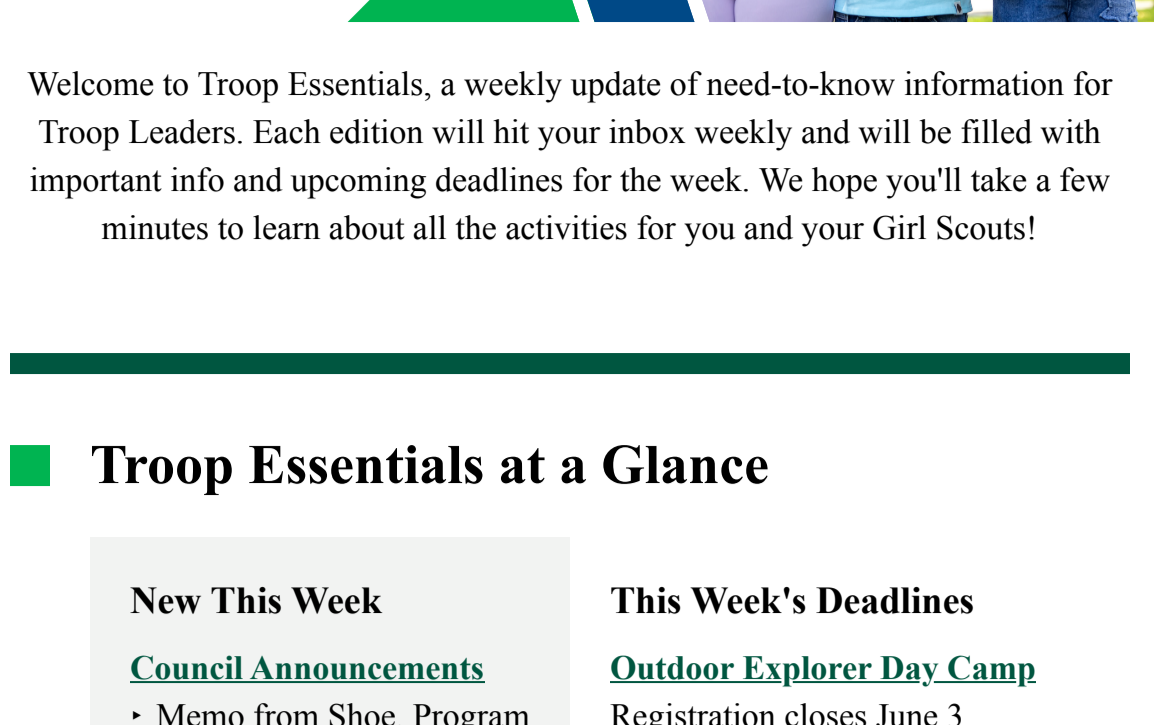 Welcome to Troop Essentials, a weekly update of need-to-know information for
Troop Leaders. Each edition will hit your inbox weekly and will be filled with
important info and upcoming deadlines for the week. We hope you'll take a few
minutes to learn about all the activities for you and your Girl Scouts!
Troop Essentials at a Glance
New This Week
Council Announcements
‣ Memo from Shoe, Program
This Week's Deadlines
Outdoor Explorer Day Camp
Registration closes June 3